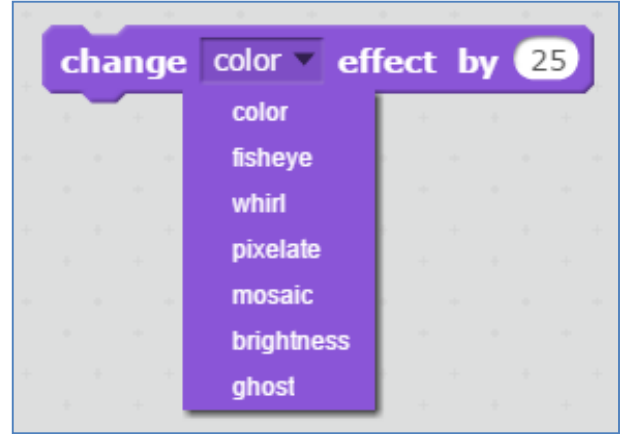 change color effect by 25
color
fisheye
whirl
pixelate
mosaic
brightness
ghost